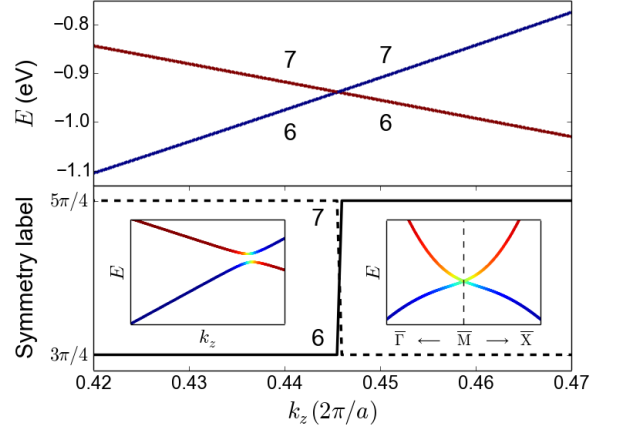 −0.8
−0.9
−1.0
−1.1
E (eV)
7
7
6
6
5π/4
3π/4
Symmetry label
7
6
E
k_z
E
Γ̅ ← M̅ → X̅
0.42 0.43 0.44 0.45 0.46 0.47
k_z(2π/a)